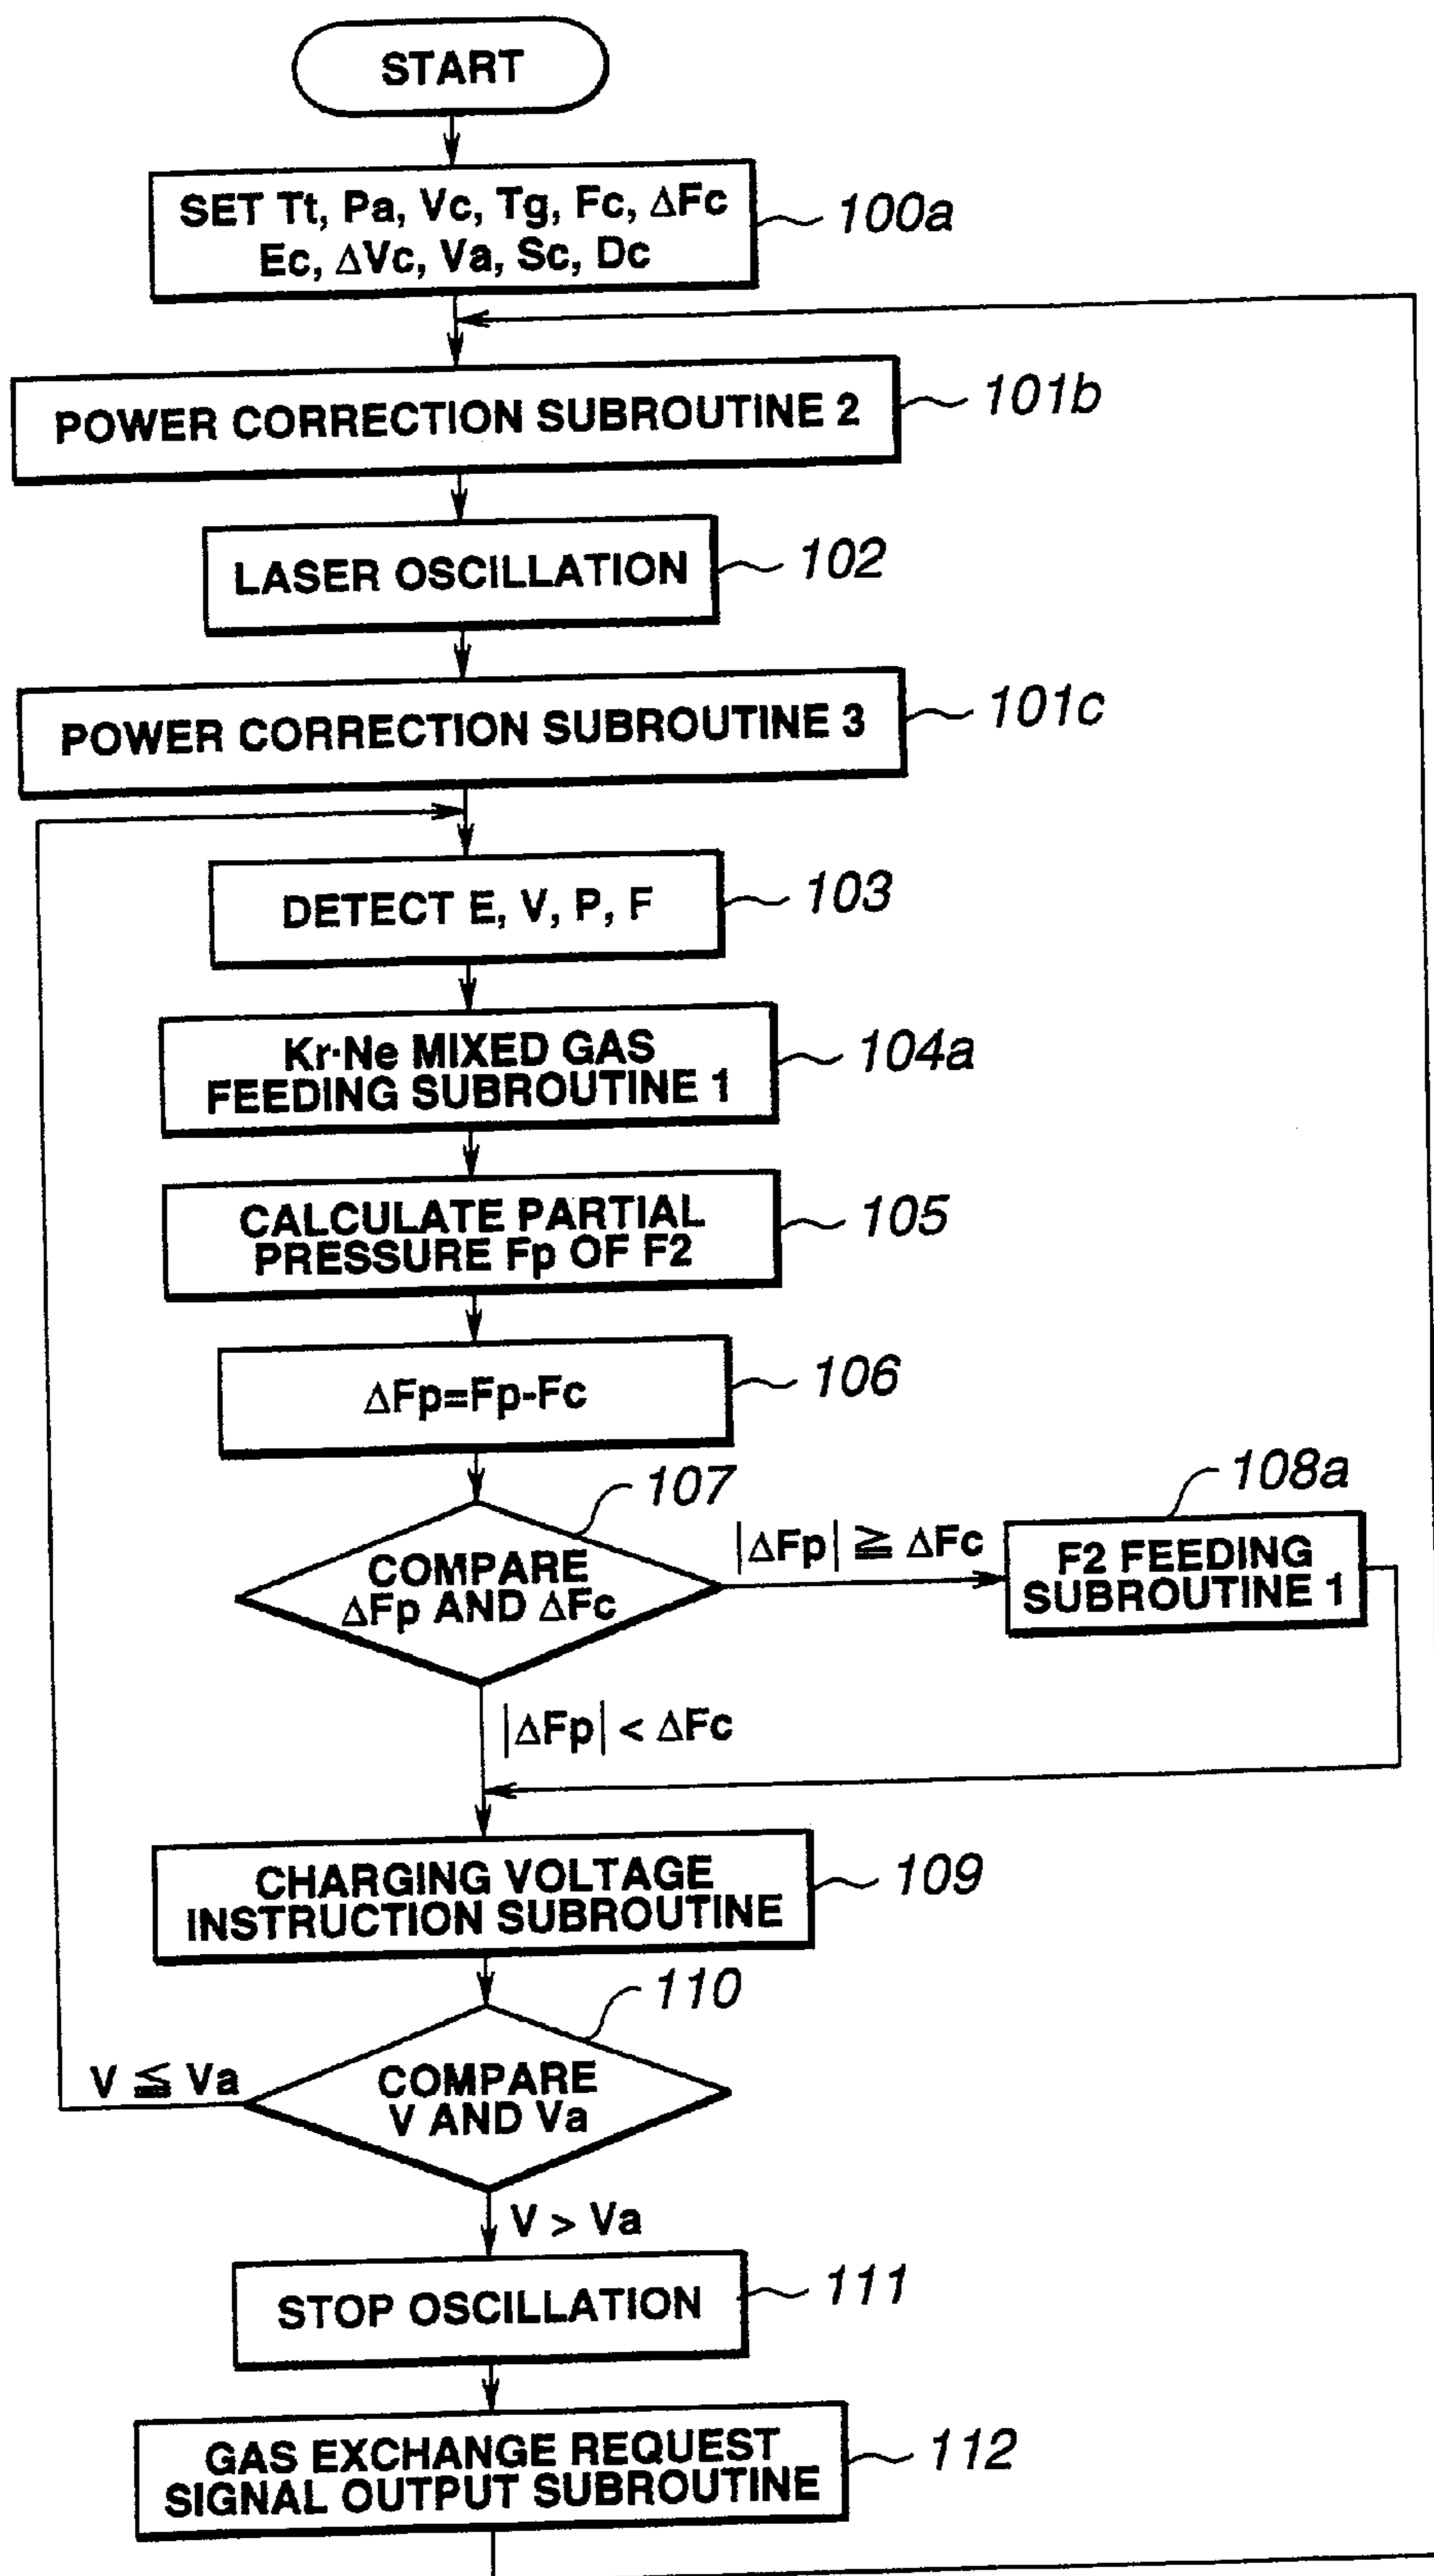 START
SET Tt, Pa, Vc, Tg, Fc, ΔFc
Ec, ΔVc, Va, Sc, Dc
100a
POWER CORRECTION SUBROUTINE 2
101b
LASER OSCILLATION
102
POWER CORRECTION SUBROUTINE 3
101c
DETECT E, V, P, F
103
Kr·Ne MIXED GAS
FEEDING SUBROUTINE 1
104a
CALCULATE PARTIAL
PRESSURE Fp OF F2
105
ΔFp=Fp-Fc
106
107
COMPARE
ΔFp AND ΔFc
|ΔFp| ≧ ΔFc
108a
F2 FEEDING
SUBROUTINE 1
|ΔFp| < ΔFc
CHARGING VOLTAGE
INSTRUCTION SUBROUTINE
109
110
COMPARE
V AND Va
V ≦ Va
V > Va
STOP OSCILLATION
111
GAS EXCHANGE REQUEST
SIGNAL OUTPUT SUBROUTINE
112